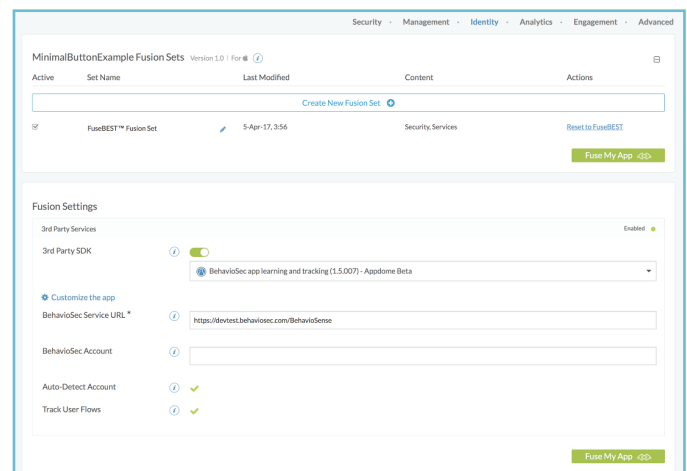 Security · Management · Identity · Analytics · Engagement · Advanced
MinimalButtonExample Fusion Sets Version 1.0 | For
Active Set Name Last Modified Content Actions
Create New Fusion Set
FuseBEST™ Fusion Set 5-Apr-17, 3:56 Security, Services Reset to FuseBEST
Fuse My App
Fusion Settings
3rd Party Services Enabled
3rd Party SDK
BehavioSec app learning and tracking (1.5.007) - Appdome Beta
Customize the app
BehavioSec Service URL * https://devtest.behaviosec.com/BehavioSense
BehavioSec Account
Auto-Detect Account
Track User Flows
Fuse My App